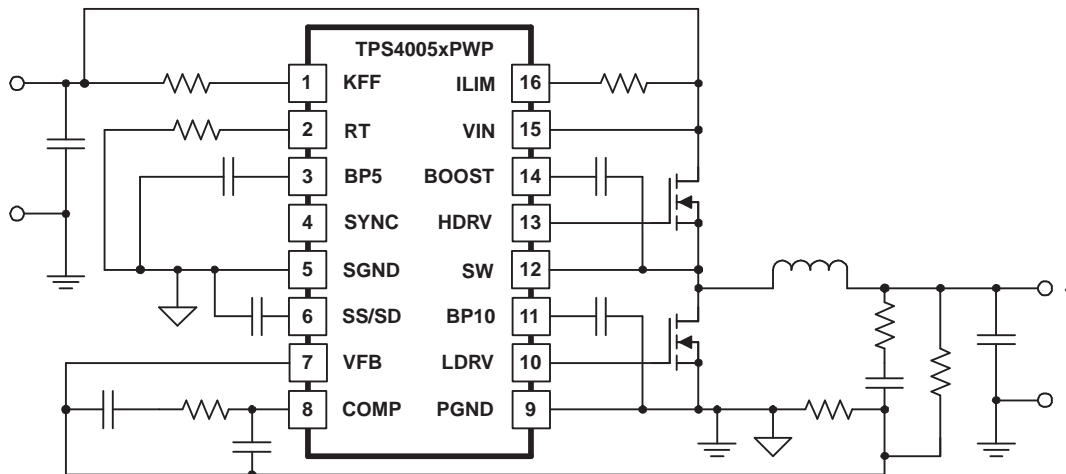 TPS4005xPWP
1 KFF ILIM 16
2 RT VIN 15
3 BP5 BOOST 14
4 SYNC HDRV 13
5 SGND SW 12
6 SS/SD BP10 11
7 VFB LDRV 10
8 COMP PGND 9